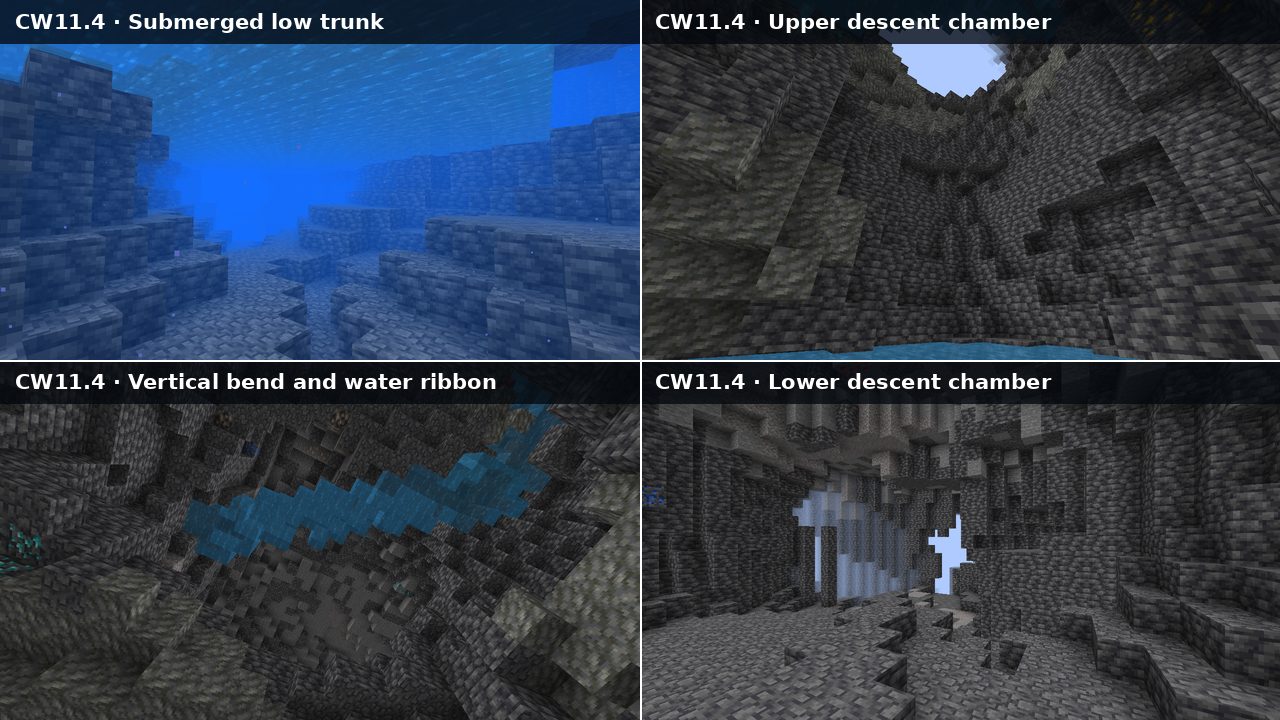 CW11.4 · Submerged low trunk
CW11.4 · Upper descent chamber
CW11.4 · Vertical bend and water ribbon
CW11.4 · Lower descent chamber